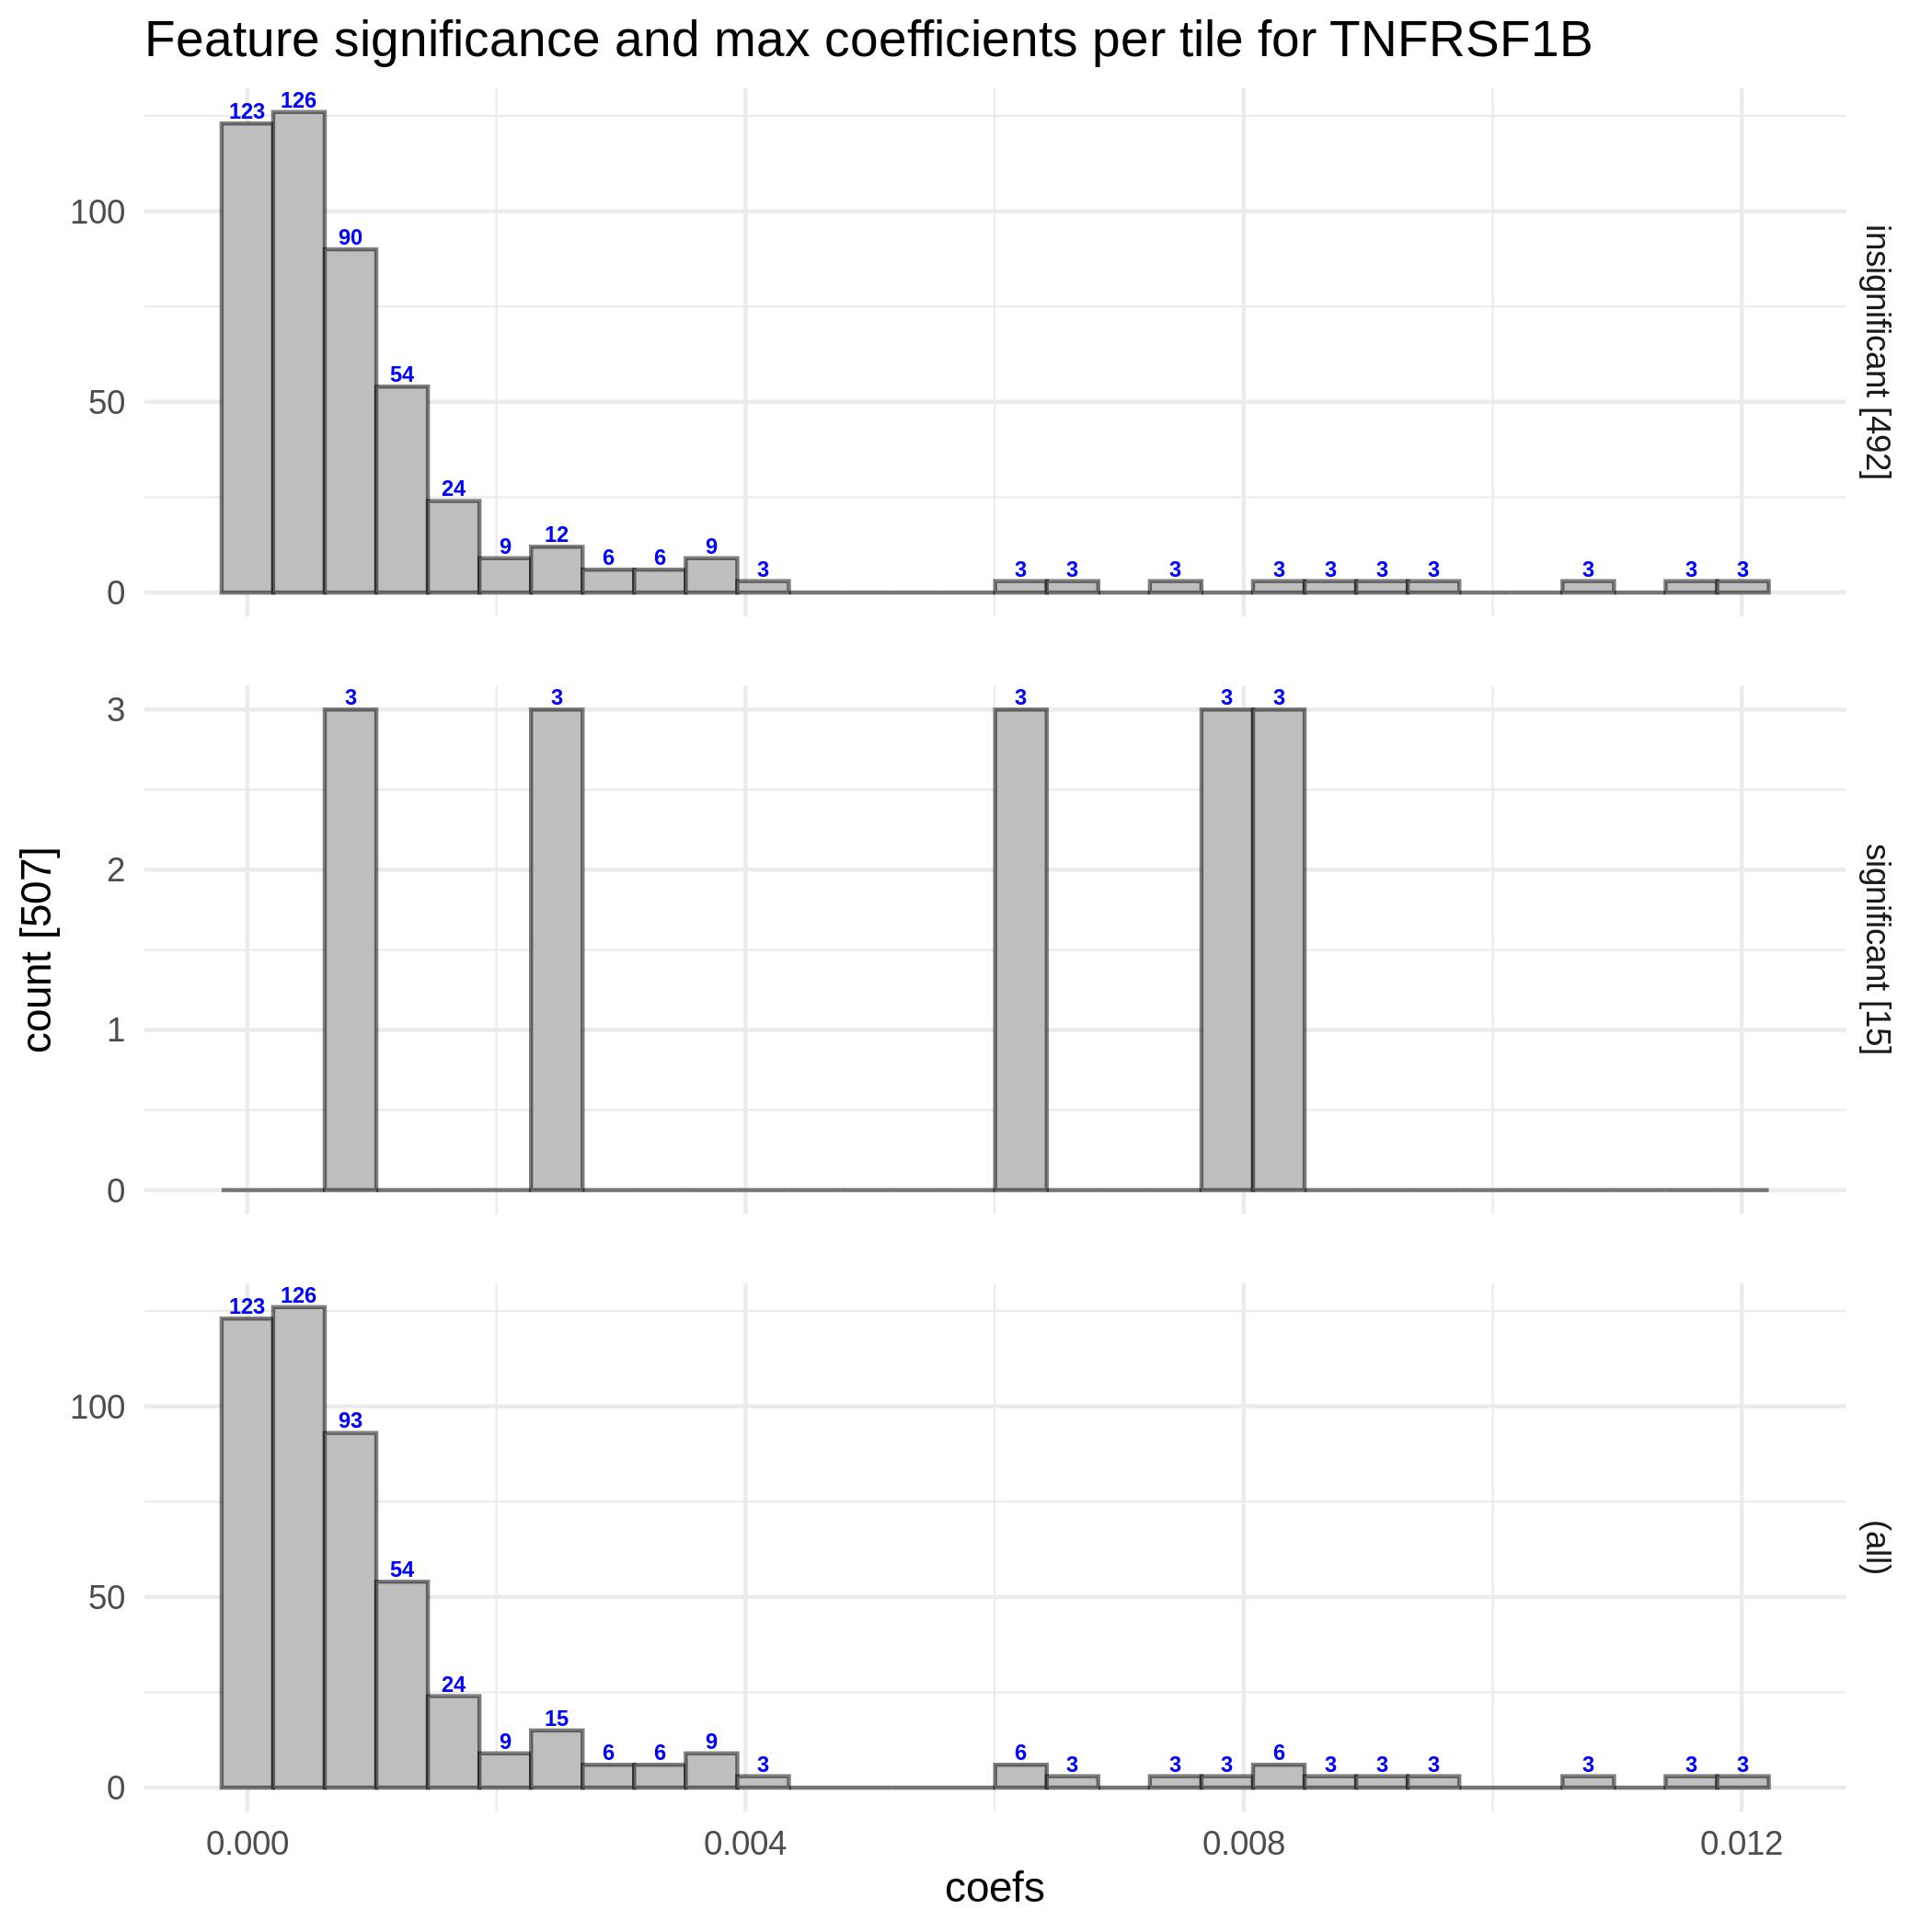 Feature significance and max coefficients per tile for TNFRSF1B
123 126 90 54 24 9 12 6 6 9 3 3 3 3 3 3 3 3 3 3 3
100
50
0
insignificant [492]
3 3 3 3 3
3
2
1
0
significant [15]
count [507]
123 126 93 54 24 9 15 6 6 9 3 6 3 3 3 6 3 3 3 3 3 3
100
50
0
(all)
0.000 0.004 0.008 0.012
coefs